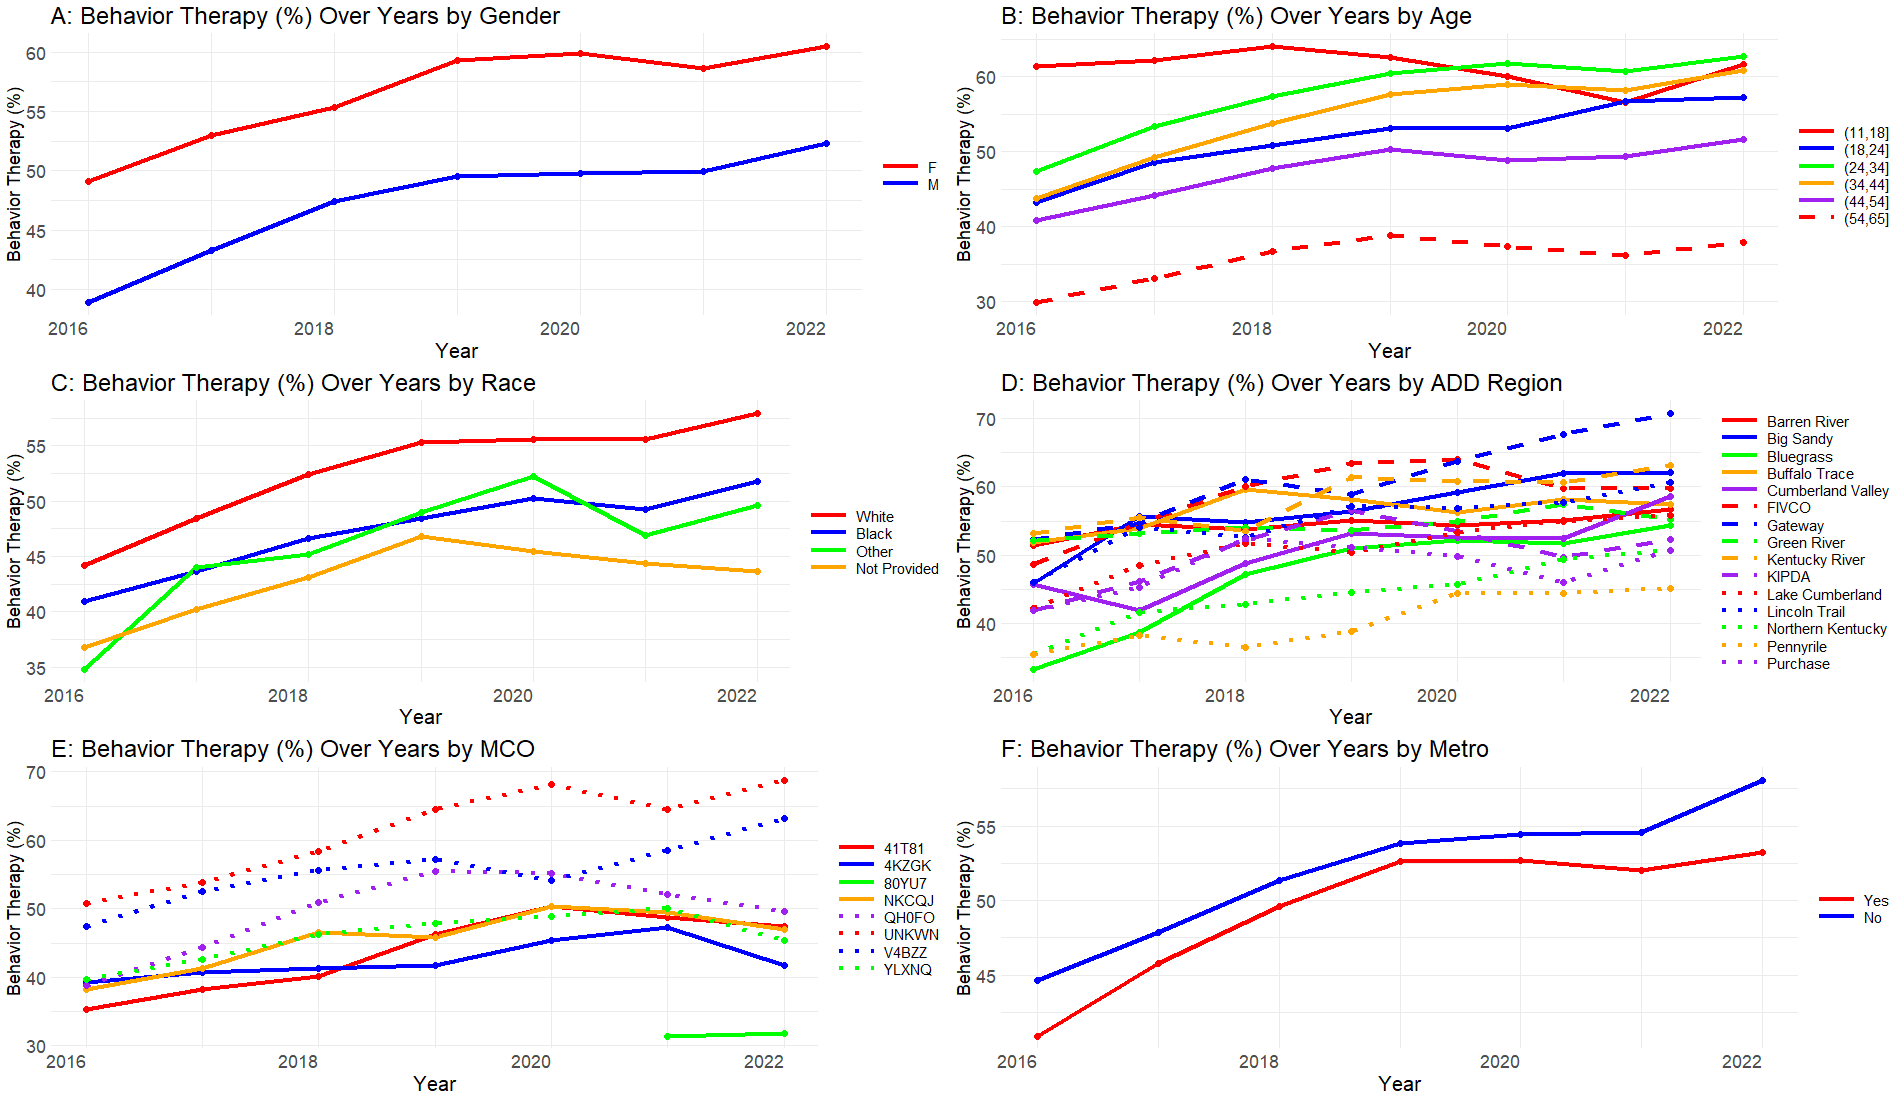 A: Behavior Therapy (%) Over Years by Gender
Behavior Therapy (%)
60
55
50
45
40
2016
2018
2020
2022
Year
F
M
B: Behavior Therapy (%) Over Years by Age
Behavior Therapy (%)
60
50
40
30
2016
2018
2020
2022
Year
(11,18]
(18,24]
(24,34]
(34,44]
(44,54]
(54,65]
C: Behavior Therapy (%) Over Years by Race
Behavior Therapy (%)
55
50
45
40
35
2016
2018
2020
2022
Year
White
Black
Other
Not Provided
D: Behavior Therapy (%) Over Years by ADD Region
Behavior Therapy (%)
70
60
50
40
2016
2018
2020
2022
Year
Barren River
Big Sandy
Bluegrass
Buffalo Trace
Cumberland Valley
FIVCO
Gateway
Green River
Kentucky River
KIPDA
Lake Cumberland
Lincoln Trail
Northern Kentucky
Pennyrile
Purchase
E: Behavior Therapy (%) Over Years by MCO
Behavior Therapy (%)
70
60
50
40
30
2016
2018
2020
2022
Year
41T81
4KZGK
80YU7
NKCQJ
QH0FO
UNKWN
V4BZZ
YLXNQ
F: Behavior Therapy (%) Over Years by Metro
Behavior Therapy (%)
55
50
45
2016
2018
2020
2022
Year
Yes
No